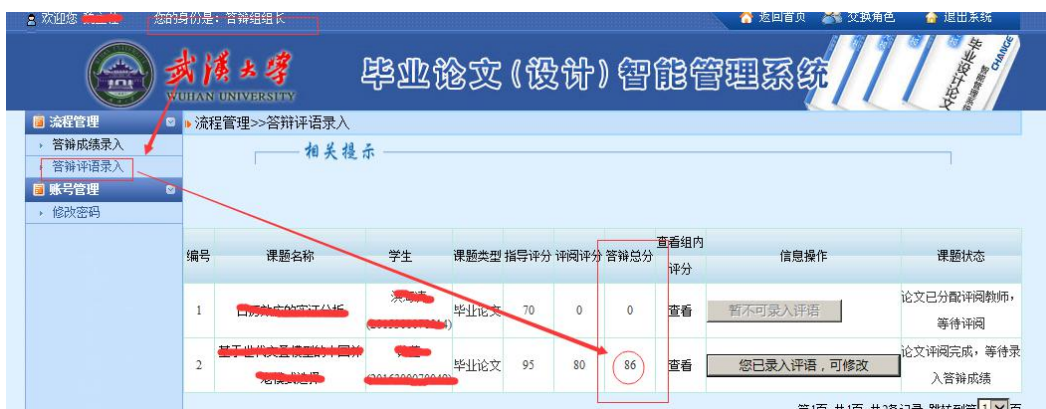 欢迎您
您的身份是：答辩组组长
返回首页 交换角色 退出系统
武漢大学
WUHAN UNIVERSITY
毕业论文(设计)智能管理系统
CHANGE
毕业设计论文
智能管理系统
流程管理
答辩成绩录入
答辩评语录入
账号管理
修改密码
流程管理>>答辩评语录入
相关提示
编号 课题名称 学生 课题类型 指导评分 评阅评分 答辩总分 查看组内评分 信息操作 课题状态
1 毕业论文 70 0 0 查看 暂不可录入评语 论文已分配评阅教师，
等待评阅
2 毕业论文 95 80 86 查看 您已录入评语，可修改 论文评阅完成，等待录
入答辩成绩